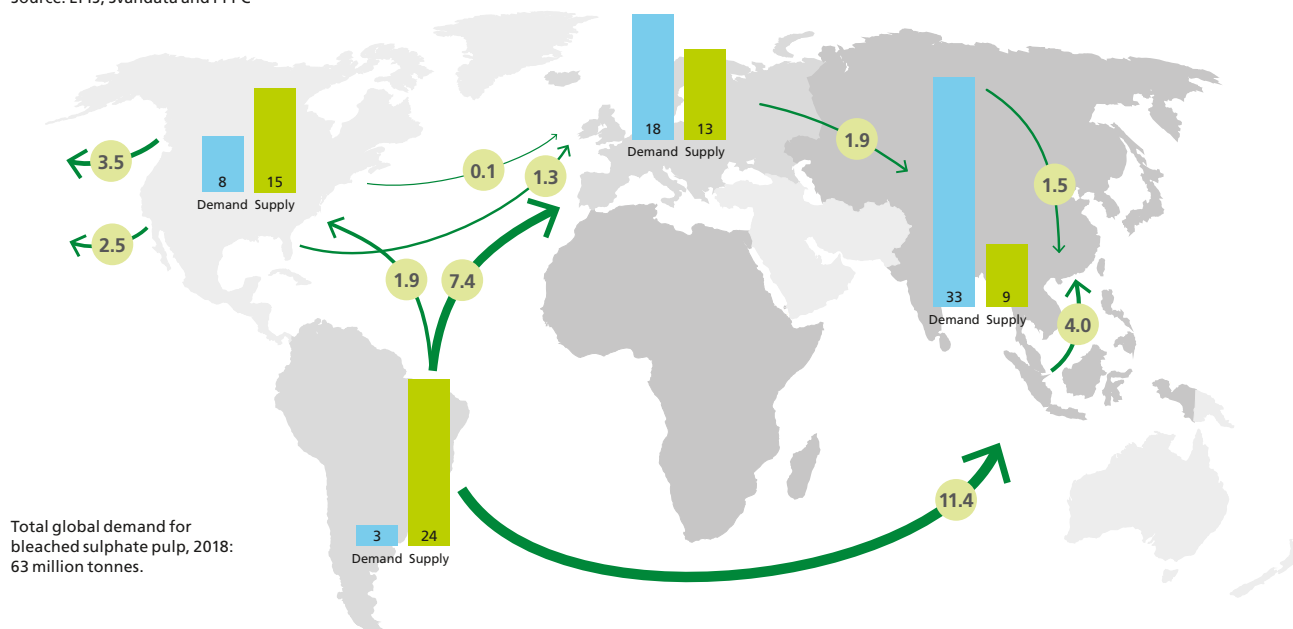 18
13
Demand
Supply
8
15
Demand
Supply
3.5
2.5
0.1
1.3
1.9
7.4
1.9
1.5
33
9
Demand
Supply
4.0
11.4
3
24
Demand
Supply
Total global demand for
bleached sulphate pulp, 2018:
63 million tonnes.